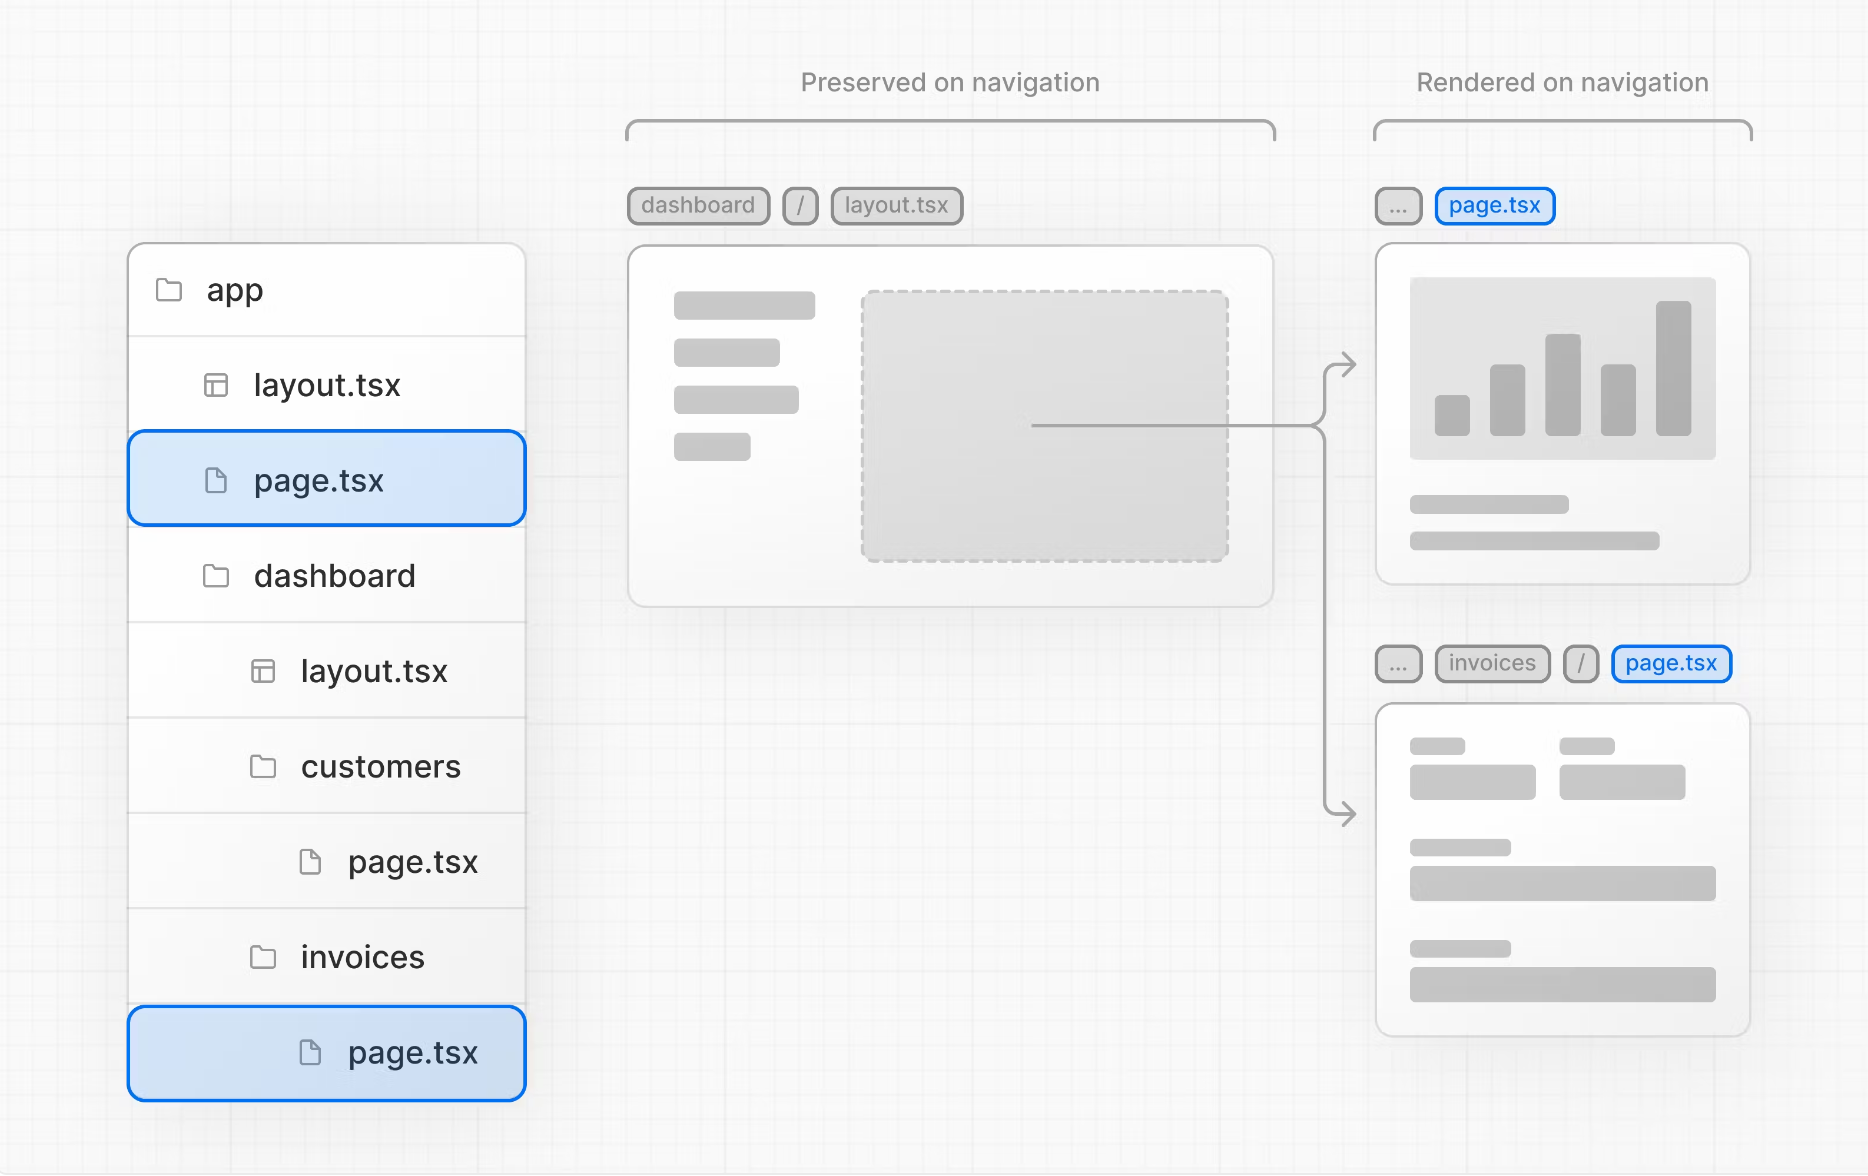 Preserved on navigation
Rendered on navigation
dashboard / layout.tsx
... page.tsx
app
layout.tsx
page.tsx
dashboard
layout.tsx
customers
page.tsx
invoices
page.tsx
... invoices / page.tsx